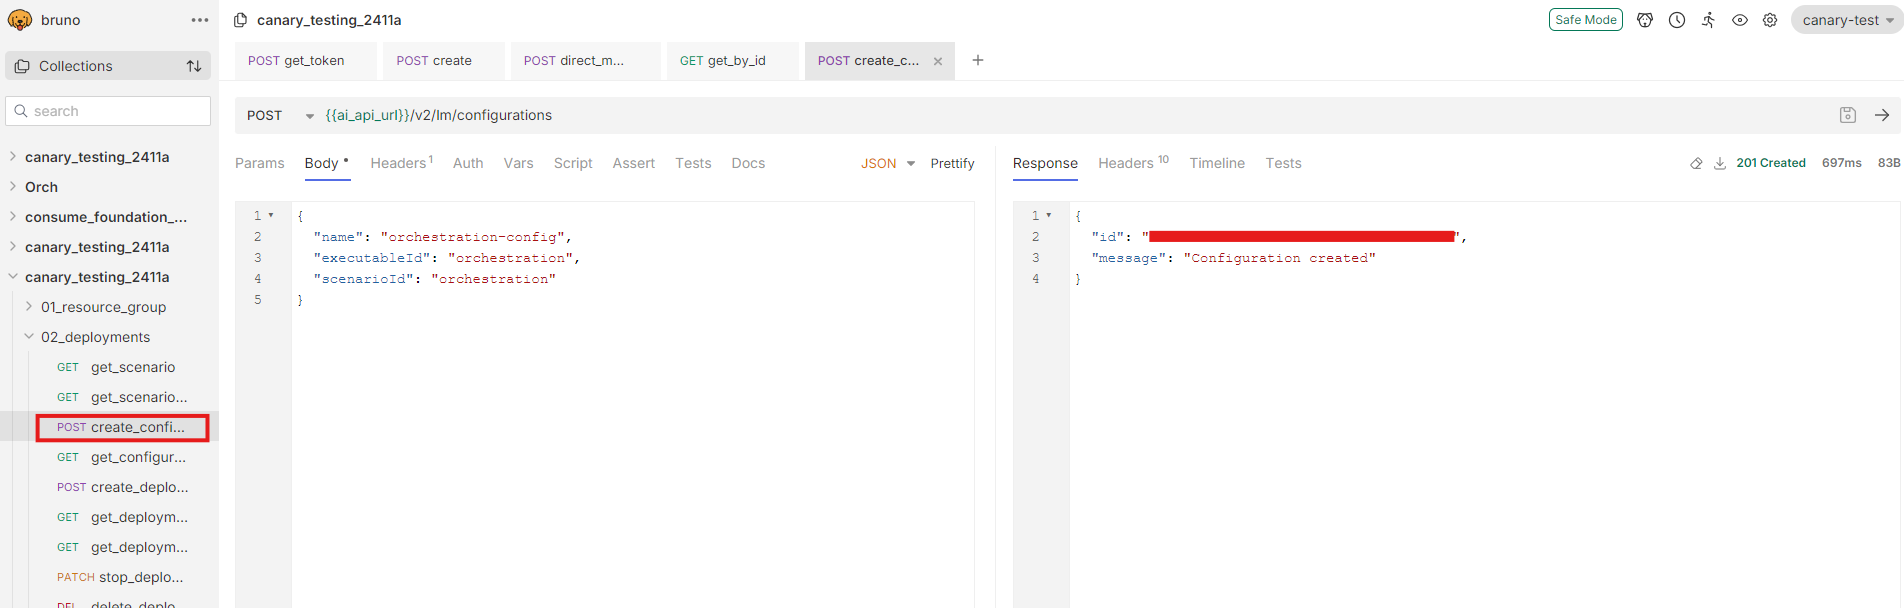 bruno
canary_testing_2411a
Safe Mode
canary-test
Collections
POST get_token
POST create
POST direct_m...
GET get_by_id
POST create_c...
search
POST
{{ai_api_url}}/v2/lm/configurations
canary_testing_2411a
Orch
consume_foundation_...
canary_testing_2411a
canary_testing_2411a
01_resource_group
02_deployments
GET get_scenario
GET get_scenario...
POST create_confi...
GET get_configur...
POST create_deplo...
GET get_deploym...
GET get_deploym...
PATCH stop_deplo...
DEL delete_deplo
Params Body Headers 1 Auth Vars Script Assert Tests Docs JSON Prettify
1 {
2 "name": "orchestration-config",
3 "executableId": "orchestration",
4 "scenarioId": "orchestration"
5 }
Response Headers 10 Timeline Tests 201 Created 697ms 83B
1 {
2 "id": "",
3 "message": "Configuration created"
4 }